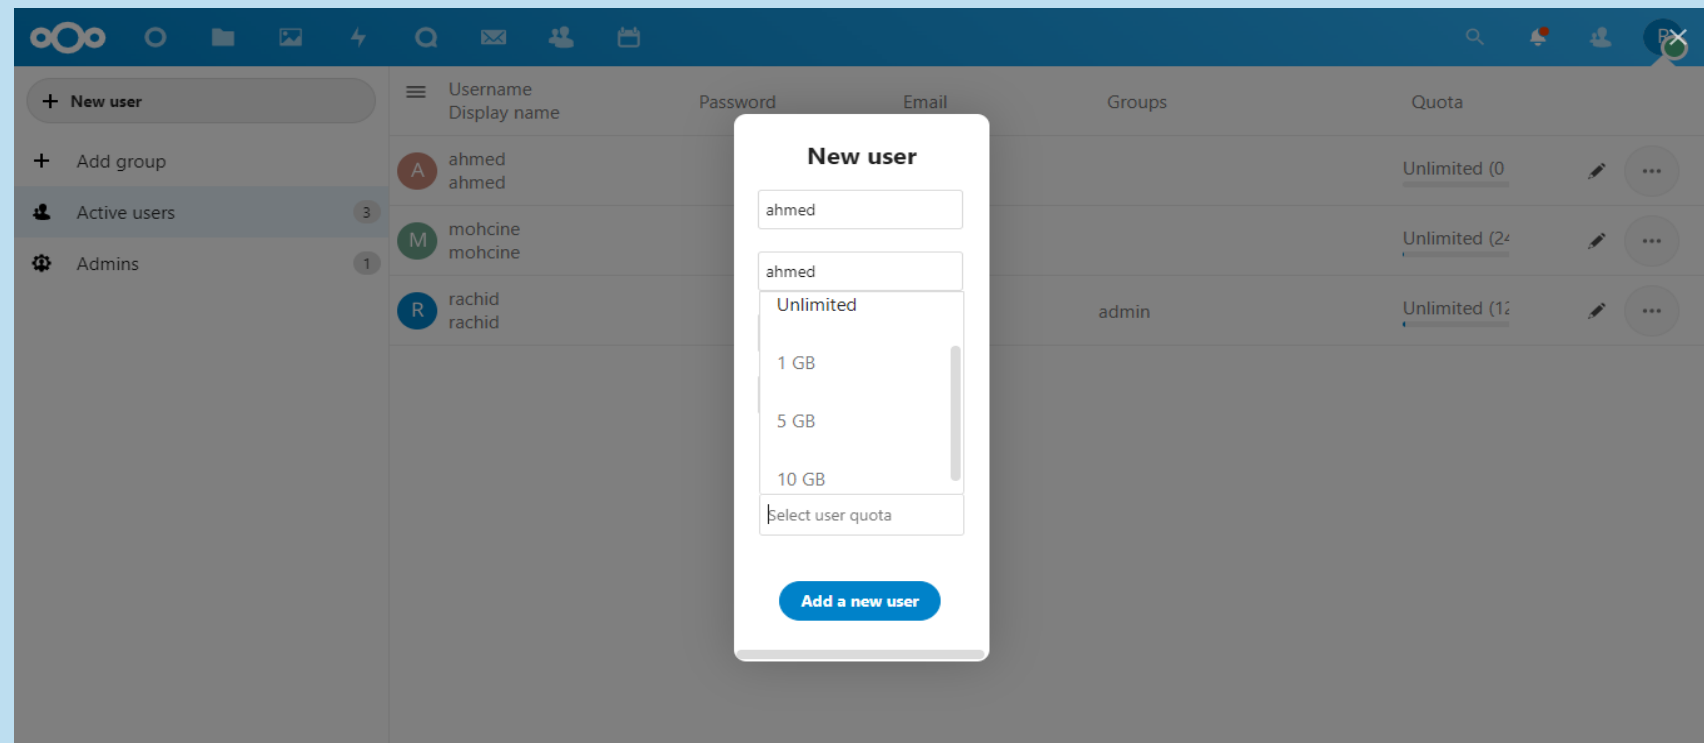 + New user
+ Add group
Active users 3
Admins 1
Username
Display name
Password
Email
Groups
Quota
A
ahmed
ahmed
Unlimited (0
M
mohcine
mohcine
Unlimited (24
R
rachid
rachid
admin
Unlimited (12
New user
ahmed
ahmed
Unlimited
1 GB
5 GB
10 GB
Select user quota
Add a new user